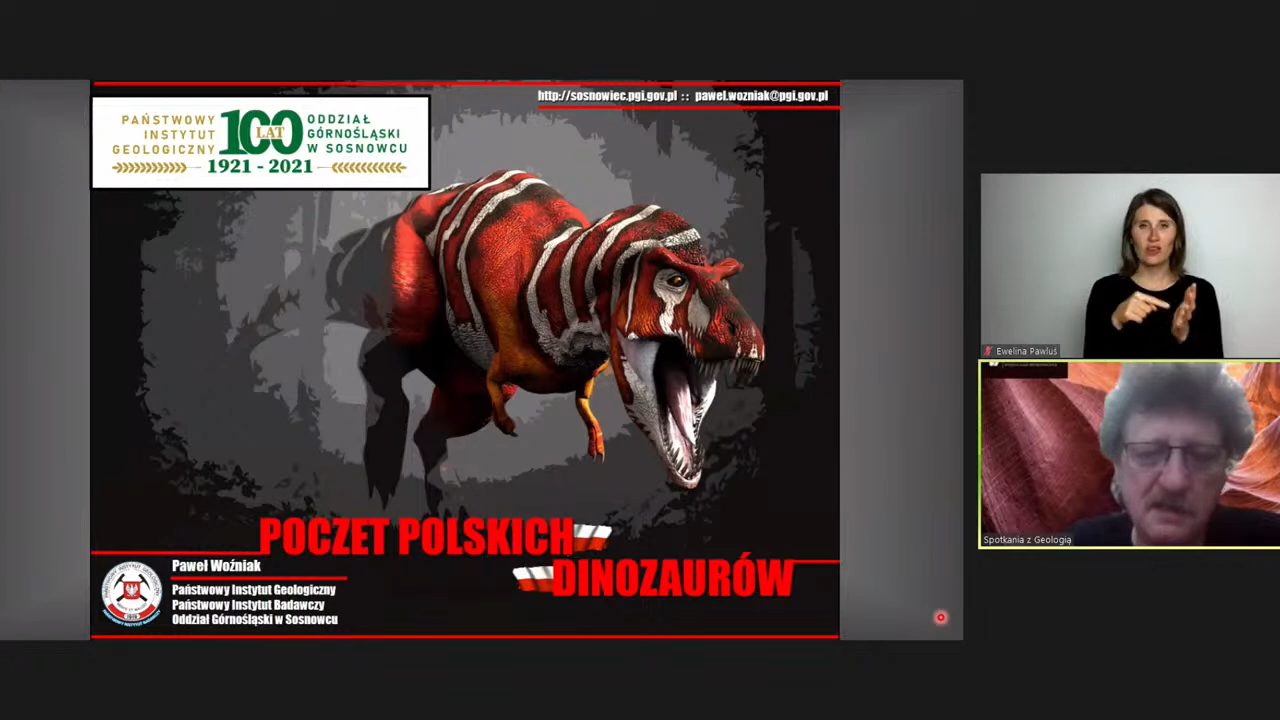 http://sosnowiec.pgi.gov.pl :: pawel.wozniak@pgi.gov.pl
PAŃSTWOWY
INSTYTUT
GEOLOGICZNY
100
LAT
ODDZIAŁ
GÓRNOŚLĄSKI
W SOSNOWCU
1921 - 2021
POCZET POLSKICH
DINOZAURÓW
Paweł Woźniak
Państwowy Instytut Geologiczny
Państwowy Instytut Badawczy
Oddział Górnośląski w Sosnowcu
Ewelina Pawluś
Spotkania z Geologią